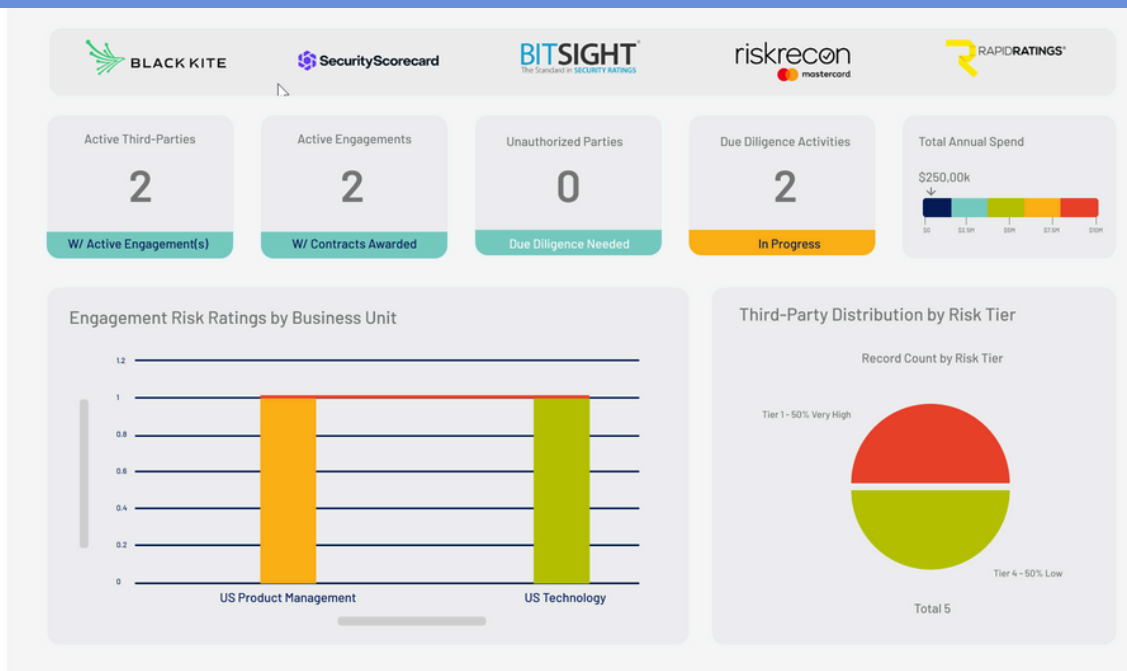 BLACK KITE
SecurityScorecard
BITSIGHT
The Standard in SECURITY RATINGS
riskrecon
mastercard
RAPIDRATINGS®
Active Third-Parties
2
W/ Active Engagement(s)
Active Engagements
2
W/ Contracts Awarded
Unauthorized Parties
0
Due Diligence Needed
Due Diligence Activities
2
In Progress
Total Annual Spend
$250,00k
$0 $2.5M $5M $7.5M $10M
Engagement Risk Ratings by Business Unit
1.2
1
0.8
0.6
0.4
0.2
0
US Product Management
US Technology
Third-Party Distribution by Risk Tier
Record Count by Risk Tier
Tier 1 - 50% Very High
Tier 4 - 50% Low
Total 5